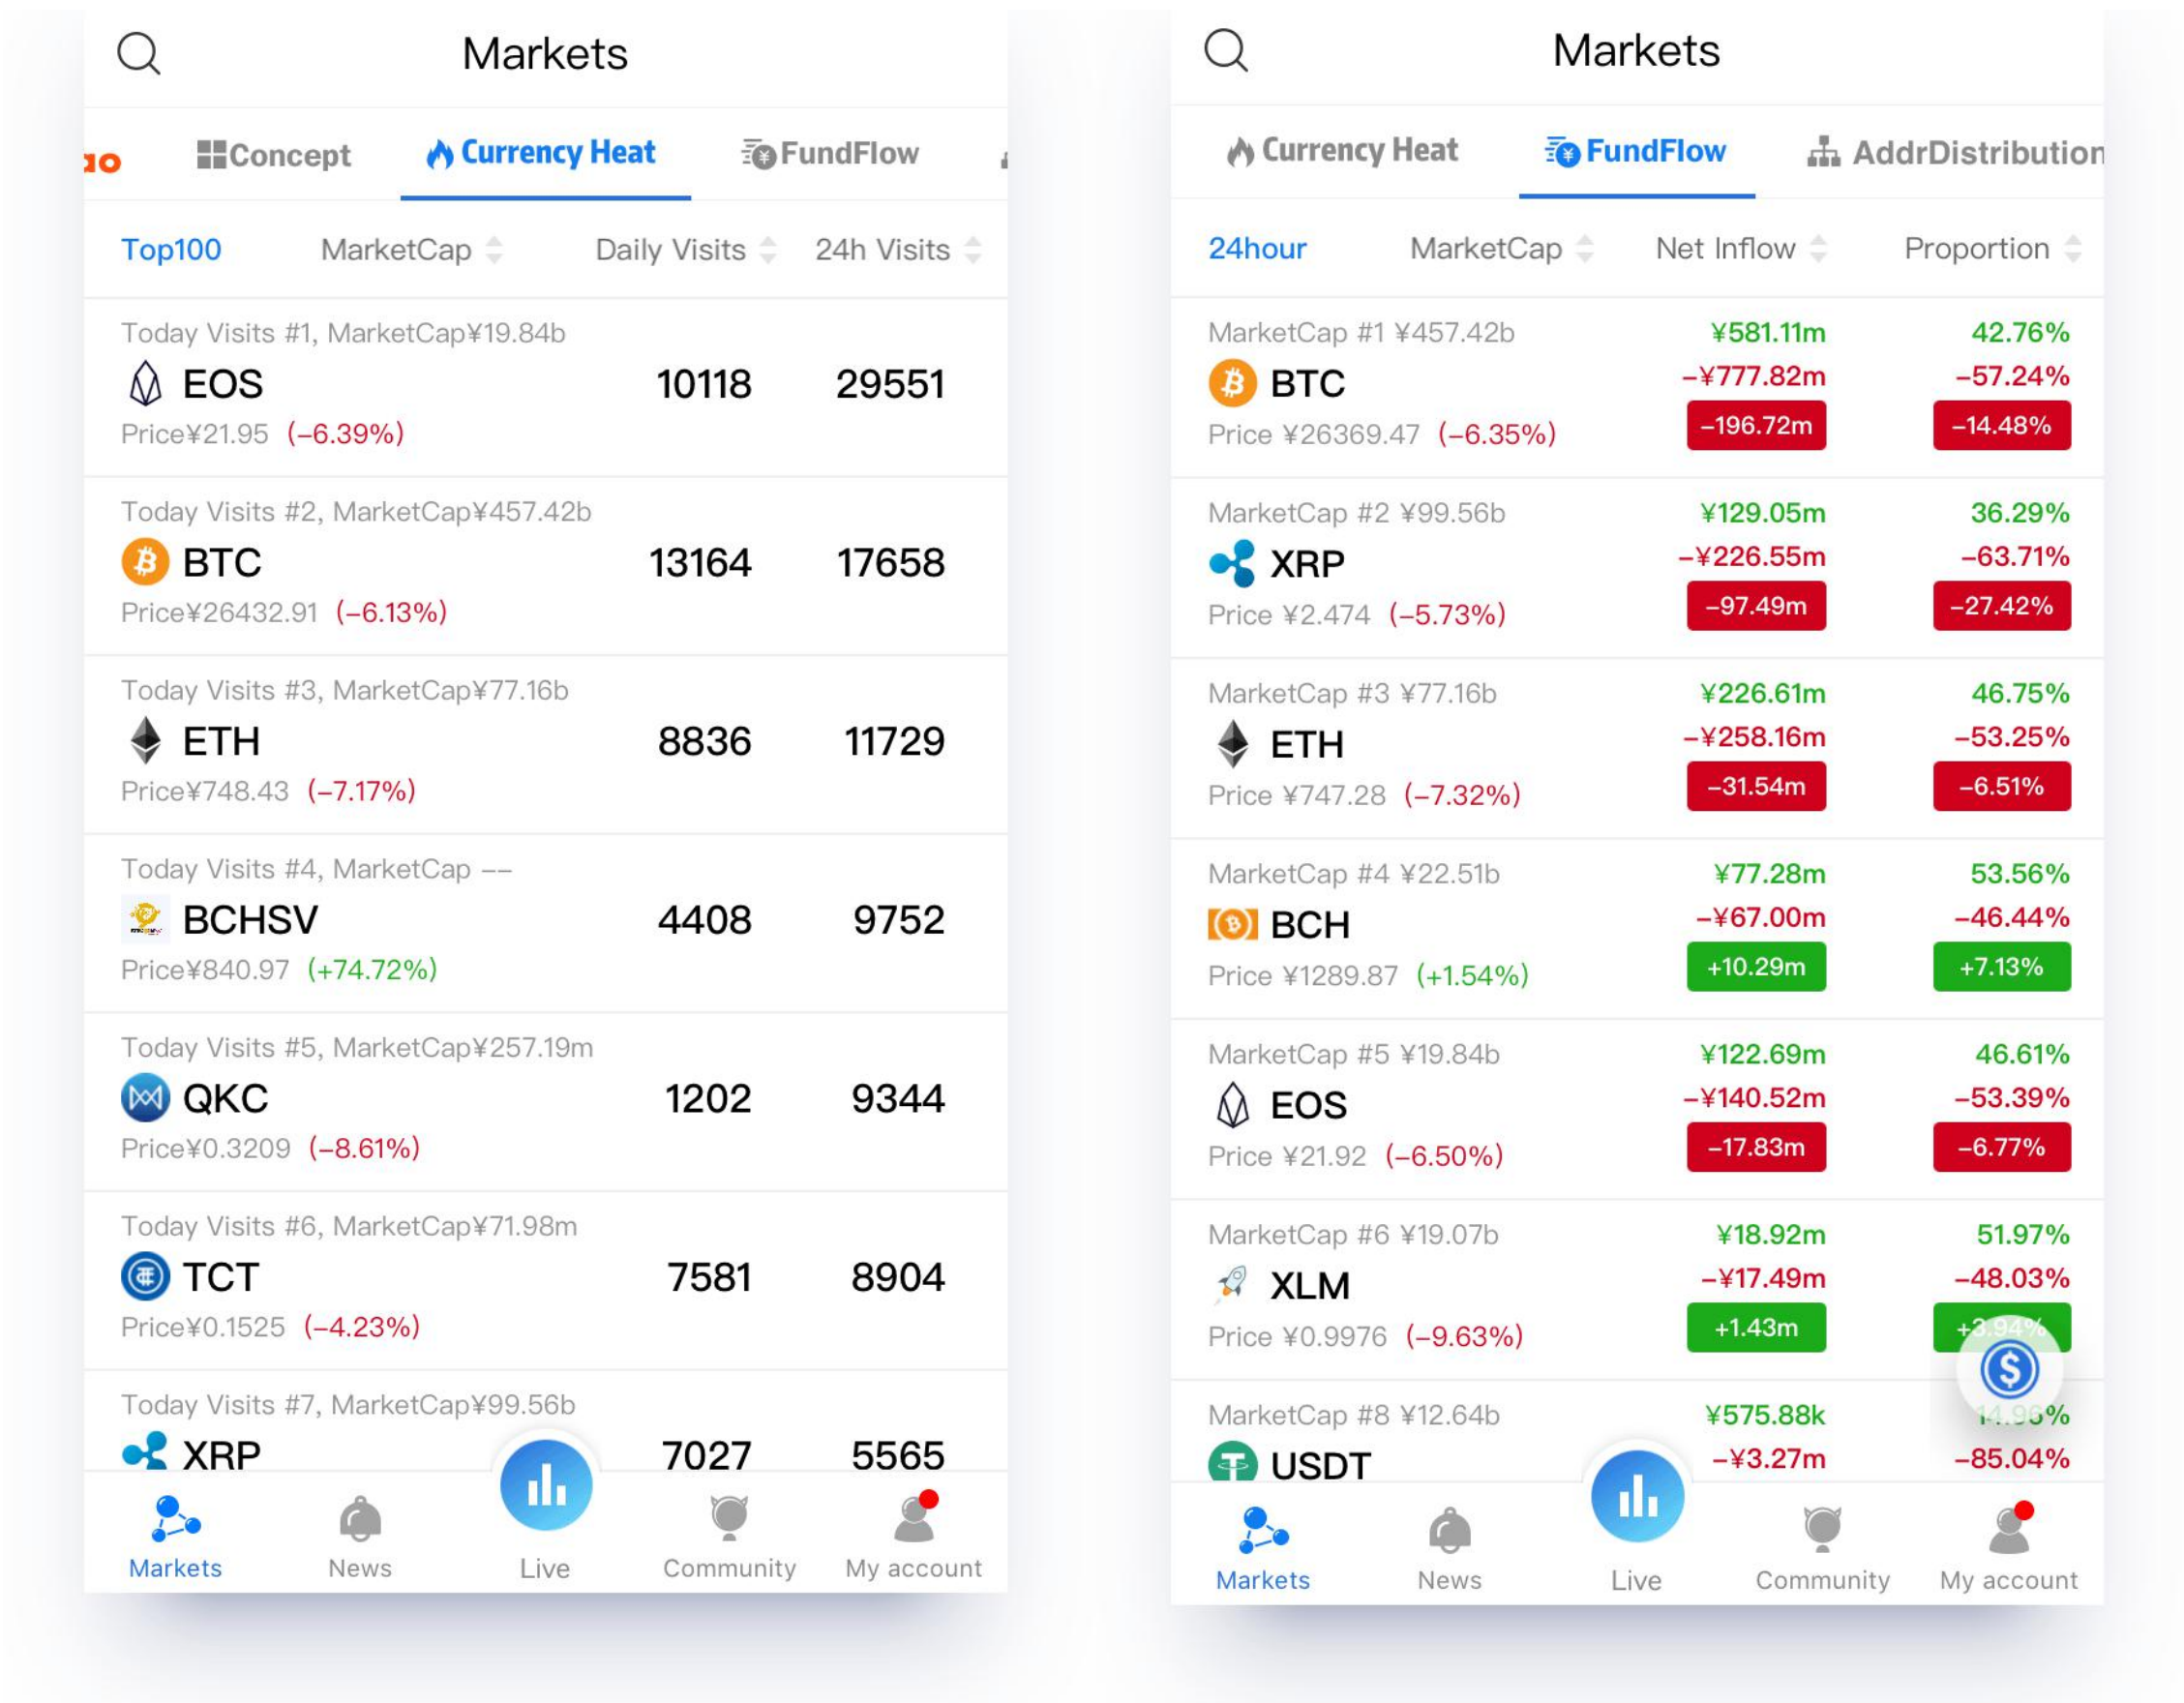 Markets
ao Concept Currency Heat FundFlow
Top100 MarketCap Daily Visits 24h Visits
Today Visits #1, MarketCap¥19.84b
EOS 10118 29551
Price¥21.95 (-6.39%)
Today Visits #2, MarketCap¥457.42b
BTC 13164 17658
Price¥26432.91 (-6.13%)
Today Visits #3, MarketCap¥77.16b
ETH 8836 11729
Price¥748.43 (-7.17%)
Today Visits #4, MarketCap --
BCHSV 4408 9752
Price¥840.97 (+74.72%)
Today Visits #5, MarketCap¥257.19m
QKC 1202 9344
Price¥0.3209 (-8.61%)
Today Visits #6, MarketCap¥71.98m
TCT 7581 8904
Price¥0.1525 (-4.23%)
Today Visits #7, MarketCap¥99.56b
XRP 7027 5565
Markets News Live Community My account
Markets
Currency Heat FundFlow AddrDistribution
24hour MarketCap Net Inflow Proportion
MarketCap #1 ¥457.42b ¥581.11m 42.76%
BTC -¥777.82m -57.24%
Price ¥26369.47 (-6.35%) -196.72m -14.48%
MarketCap #2 ¥99.56b ¥129.05m 36.29%
XRP -¥226.55m -63.71%
Price ¥2.474 (-5.73%) -97.49m -27.42%
MarketCap #3 ¥77.16b ¥226.61m 46.75%
ETH -¥258.16m -53.25%
Price ¥747.28 (-7.32%) -31.54m -6.51%
MarketCap #4 ¥22.51b ¥77.28m 53.56%
BCH -¥67.00m -46.44%
Price ¥1289.87 (+1.54%) +10.29m +7.13%
MarketCap #5 ¥19.84b ¥122.69m 46.61%
EOS -¥140.52m -53.39%
Price ¥21.92 (-6.50%) -17.83m -6.77%
MarketCap #6 ¥19.07b ¥18.92m 51.97%
XLM -¥17.49m -48.03%
Price ¥0.9976 (-9.63%) +1.43m +3.94%
MarketCap #8 ¥12.64b ¥575.88k 14.96%
USDT -¥3.27m -85.04%
Markets News Live Community My account